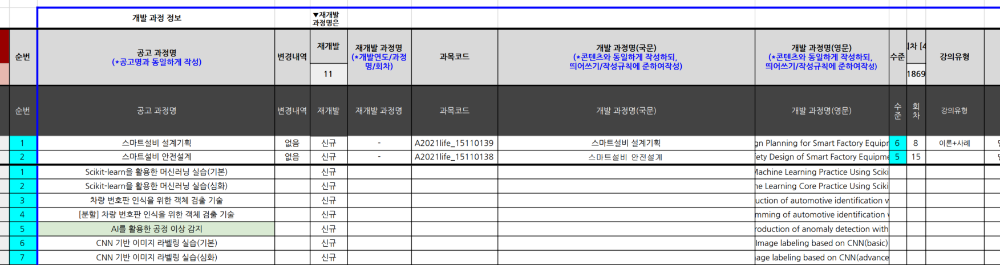 개발 과정 정보
▼재개발
과정명은
순번
공고 과정명
(*공고명과 동일하게 작성)
변경내역
재개발
11
재개발 과정명
(*개발연도/과정
명/회차)
과목코드
개발 과정명(국문)
(*콘텐츠와 동일하게 작성하되,
띄어쓰기/작성규칙에 준하여작성)
개발 과정명(영문)
(*콘텐츠와 동일하게 작성하되,
띄어쓰기/작성규칙에 준하여작성)
수준
차 [4
1869
강의유형
순번 공고 과정명 변경내역 재개발 재개발 과정명 과목코드 개발 과정명(국문) 개발 과정명(영문) 수준 회차 강의유형
1 스마트설비 설계기획 없음 신규 - A2021life_15110139 스마트설비 설계기획 gn Planning for Smart Factory Equipr 6 8 이론+사례
2 스마트설비 안전설계 없음 신규 - A2021life_15110138 스마트설비 안전설계 ety Design of Smart Factory Equipme 5 15
1 Scikit-learn을 활용한 머신러닝 실습(기본) 신규 Machine Learning Practice Using Sciki
2 Scikit-learn을 활용한 머신러닝 실습(심화) 신규 ne Learning Core Practice Using Sciki
3 차량 번호판 인식을 위한 객체 검출 기술 신규 uction of automotive identification v
4 [분할] 차량 번호판 인식을 위한 객체 검출 기술 신규 mming of automotive identification
5 AI를 활용한 공정 이상 감지 신규 roduction of anomaly detection with
6 CNN 기반 이미지 라벨링 실습(기본) 신규 Image labeling based on CNN(basic)
7 CNN 기반 이미지 라벨링 실습(심화) 신규 age labeling based on CNN(advance